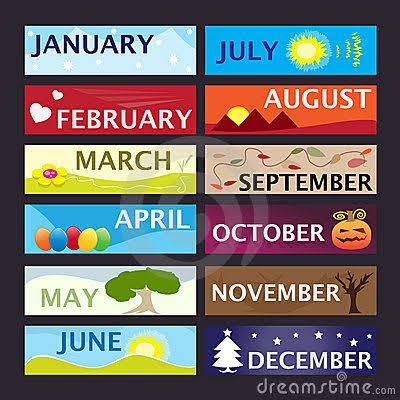 JANUARY
FEBRUARY
MARCH
APRIL
MAY
JUNE
JULY
AUGUST
SEPTEMBER
OCTOBER
NOVEMBER
DECEMBER
© dreamstime.com